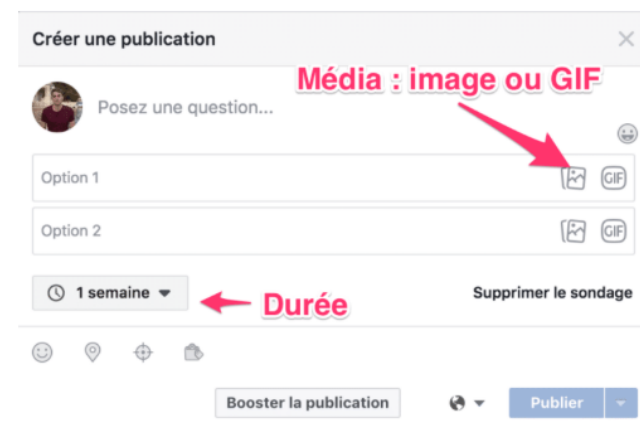 Créer une publication
Média : image ou GIF
Posez une question...
Option 1
GIF
Option 2
GIF
1 semaine
Durée
Supprimer le sondage
Booster la publication
Publier